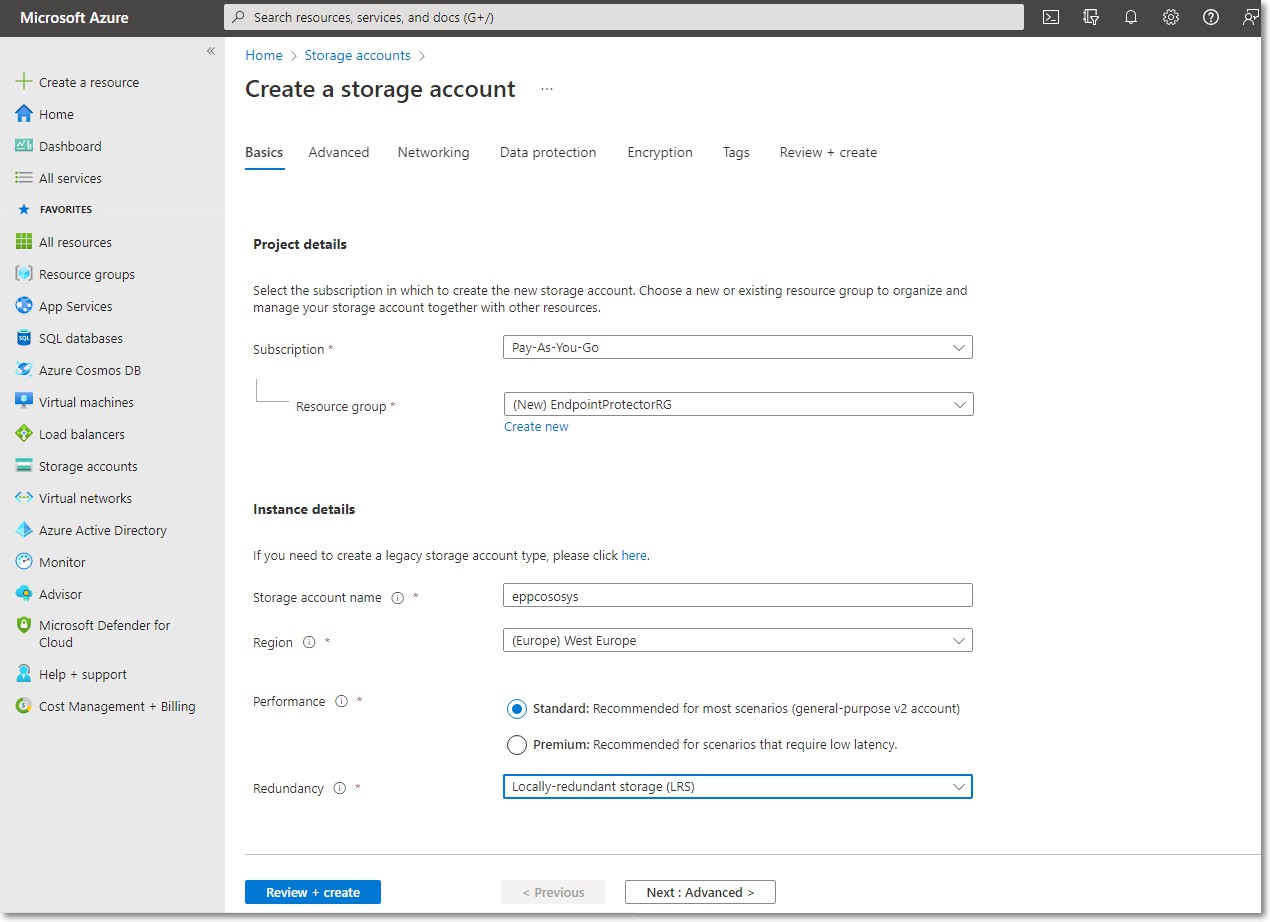 Microsoft Azure
Search resources, services, and docs (G+/)
«
Create a resource
Home
Dashboard
All services
FAVORITES
All resources
Resource groups
App Services
SQL databases
Azure Cosmos DB
Virtual machines
Load balancers
Storage accounts
Virtual networks
Azure Active Directory
Monitor
Advisor
Microsoft Defender for
Cloud
Help + support
Cost Management + Billing
Home > Storage accounts >
Create a storage account ...
Basics Advanced Networking Data protection Encryption Tags Review + create
Project details
Select the subscription in which to create the new storage account. Choose a new or existing resource group to organize and
manage your storage account together with other resources.
Subscription * Pay-As-You-Go
Resource group * (New) EndpointProtectorRG
Create new
Instance details
If you need to create a legacy storage account type, please click here.
Storage account name * eppcososys
Region * (Europe) West Europe
Performance *
Standard: Recommended for most scenarios (general-purpose v2 account)
Premium: Recommended for scenarios that require low latency.
Redundancy * Locally-redundant storage (LRS)
Review + create < Previous Next : Advanced >